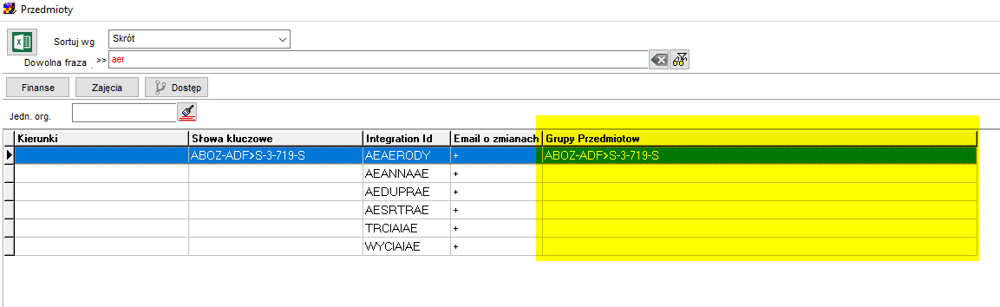 Przedmioty
Sortuj wg Skrót
Dowolna fraza >> aer
Finanse Zajęcia Dostęp
Jedn. org.
Kierunki Słowa kluczowe Integration Id Email o zmianach Grupy Przedmiotow
ABOZ-ADF>S-3-719-S AEAERODY + ABOZ-ADF>S-3-719-S
AEANNAAE +
AEDUPRAE +
AESRTRAE +
TRCIAIAE +
WYCIAIAE +